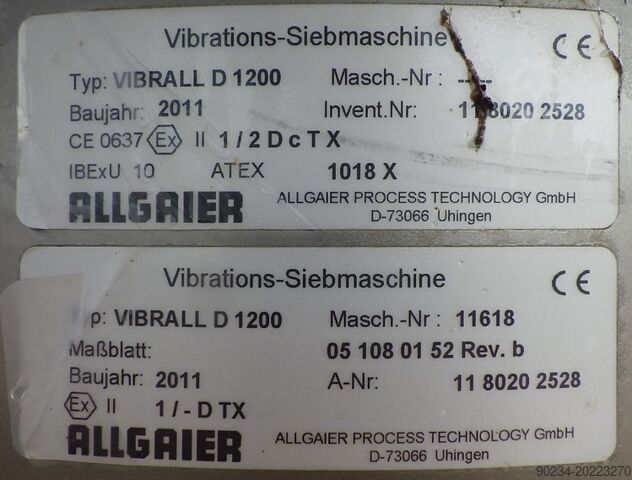 Vibrations-Siebmaschine CE
Typ: VIBRALL D 1200 Masch.-Nr : -----
Baujahr: 2011 Invent.Nr: 11 8020 2528
CE 0637 Ex II 1 / 2 D c T X
IBExU 10 ATEX 1018 X
ALLGAIER ALLGAIER PROCESS TECHNOLOGY GmbH
D-73066 Uhingen
Vibrations-Siebmaschine CE
Typ: VIBRALL D 1200 Masch.-Nr : 11618
Maßblatt: 05 108 01 52 Rev. b
Baujahr: 2011 A-Nr: 11 8020 2528
Ex II 1 / - D TX
ALLGAIER ALLGAIER PROCESS TECHNOLOGY GmbH
D-73066 Uhingen
90234-20223270